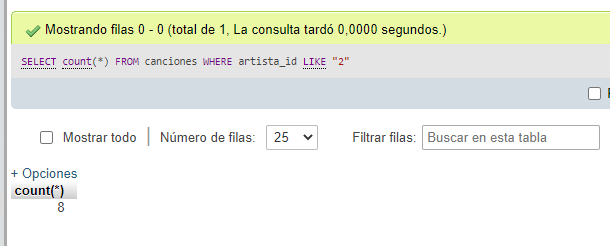 Mostrando filas 0 - 0 (total de 1, La consulta tardó 0,0000 segundos.)
SELECT count(*) FROM canciones WHERE artista_id LIKE "2"
Mostrar todo Número de filas: 25 Filtrar filas: Buscar en esta tabla
+ Opciones
count(*)
8